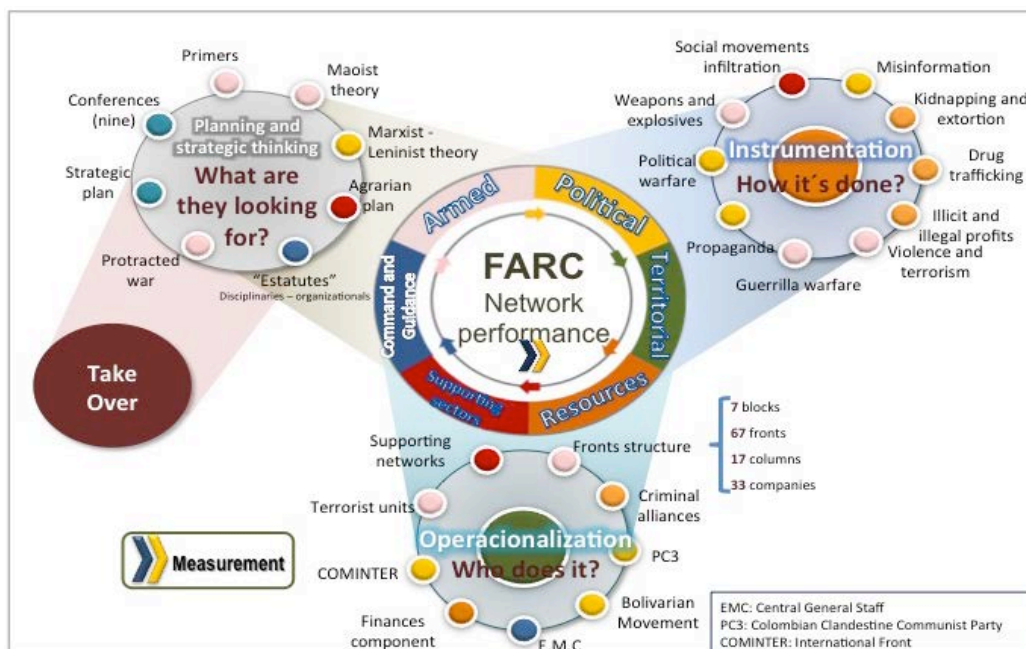 Primers
Maoist
theory
Conferences
(nine)
Planning and
strategic thinking
Marxist -
Leninist theory
Strategic
plan
What are
they looking
for?
Agrarian
plan
Protracted
war
"Estatutes"
Disciplinaries – organizationals
Take
Over
Social movements
infiltration
Misinformation
Weapons and
explosives
Kidnapping and
extortion
Instrumentation
How it´s done?
Political
warfare
Drug
trafficking
Illicit and
illegal profits
Propaganda
Violence and
terrorism
Guerrilla warfare
Armed
Political
Territorial
Resources
Supporting
sectors
Command and
Guidance
FARC
Network
performance
7 blocks
67 fronts
17 columns
33 companies
Supporting
networks
Fronts structure
Terrorist units
Criminal
alliances
Operacionalization
Who does it?
PC3
COMINTER
Bolivarian
Movement
Finances
component
E.M.C
Measurement
EMC: Central General Staff
PC3: Colombian Clandestine Communist Party
COMINTER: International Front